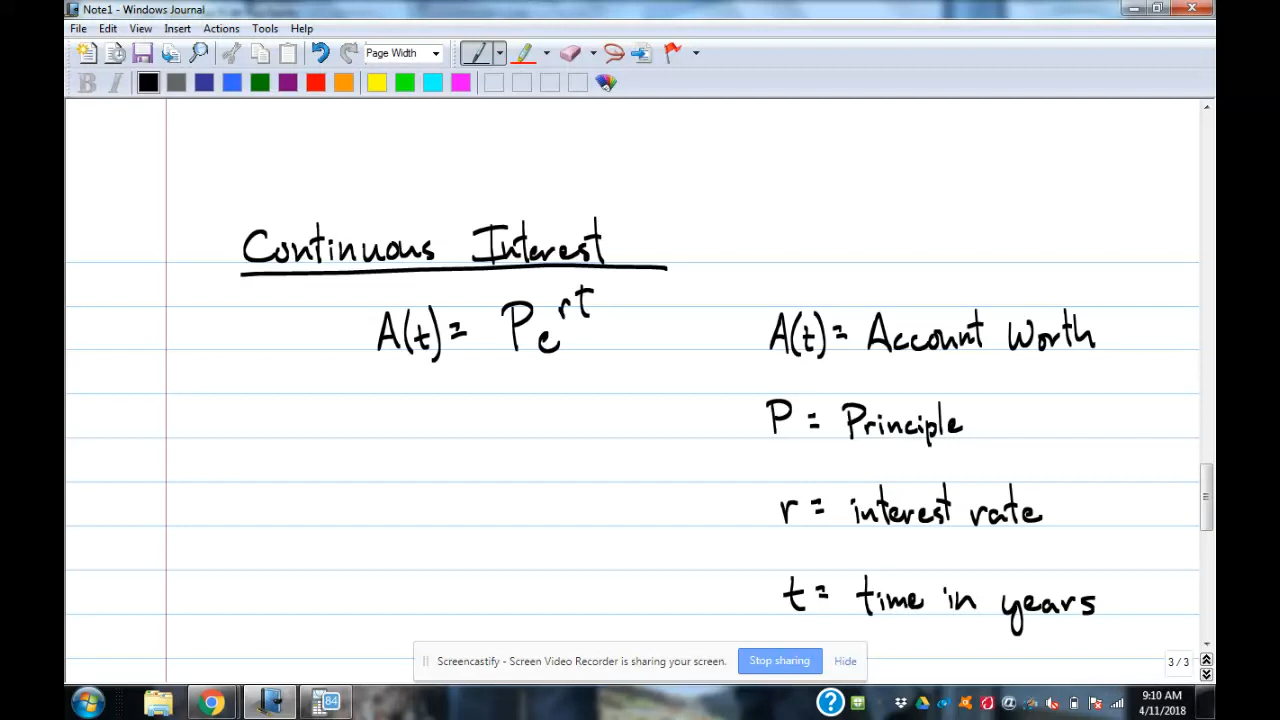 Note1 - Windows Journal
File Edit View Insert Actions Tools Help
Page Width
B I
Continuous Interest
A(t) = Pe^rt
A(t) = Account Worth
P = Principle
r = interest rate
t = time in years
Screencastify - Screen Video Recorder is sharing your screen. Stop sharing Hide
3 / 3
84
9:10 AM
4/11/2018